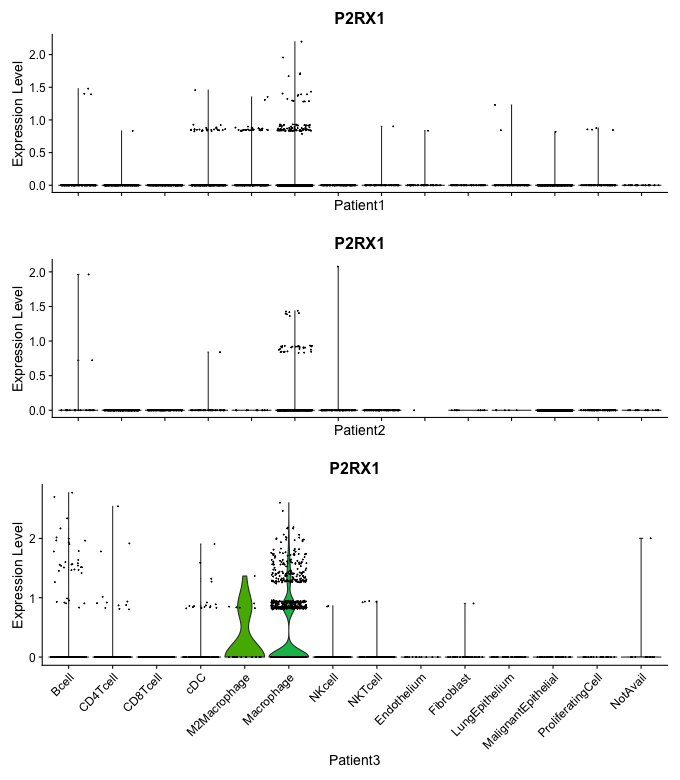 P2RX1
Expression Level
2.0
1.5
1.0
0.5
0.0
Patient1
P2RX1
Expression Level
2.0
1.5
1.0
0.5
0.0
Patient2
P2RX1
Expression Level
2
1
0
Bcell
CD4Tcell
CD8Tcell
cDC
M2Macrophage
Macrophage
NKcell
NKTcell
Endothelium
Fibroblast
LungEpithelium
MalignantEpithelial
ProliferatingCell
NotAvail
Patient3